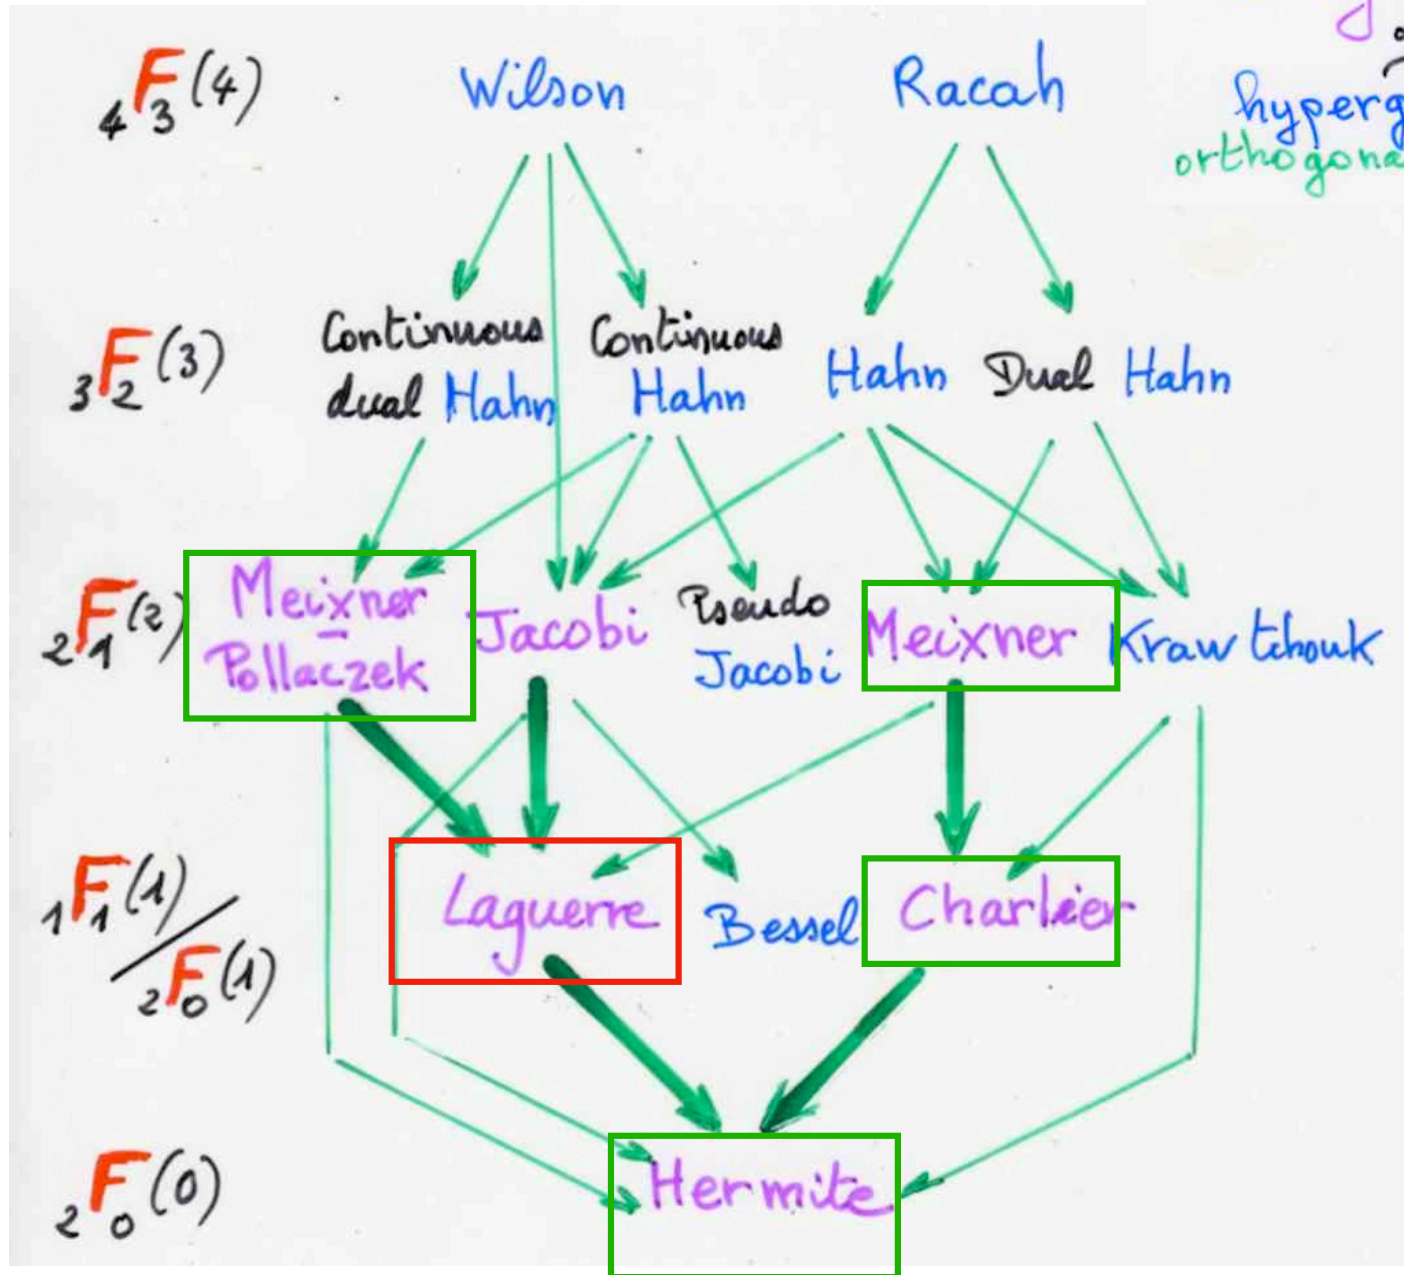 ₄F₃(4) Wilson Racah
hyperg
orthogona
₃F₂(3) Continuous dual Hahn Continuous Hahn Hahn Dual Hahn
₂F₁(2) Meixner - Pollaczek Jacobi Pseudo Jacobi Meixner Krawtchouk
₁F₁(1) / ₂F₀(1) Laguerre Bessel Charlier
₂F₀(0) Hermite